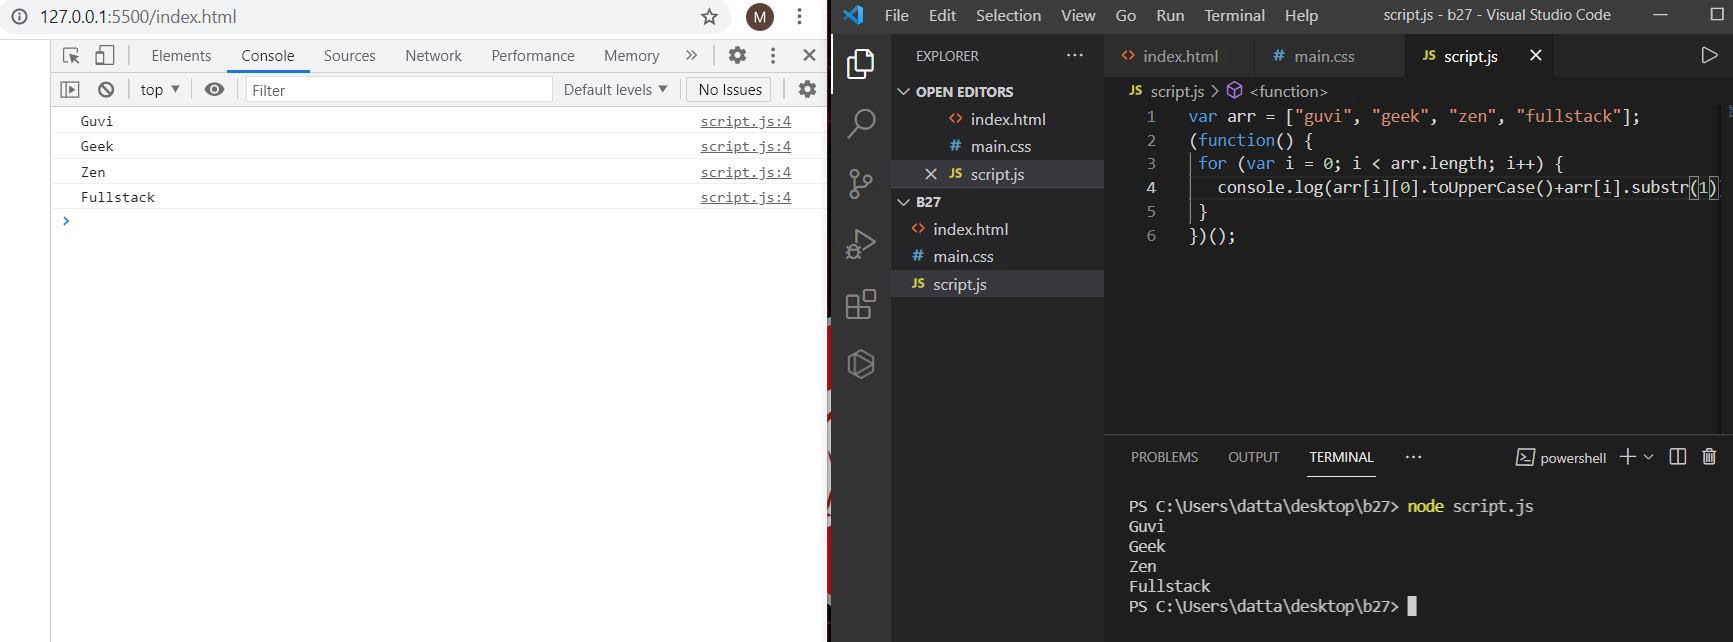 127.0.0.1:5500/index.html
M
Elements Console Sources Network Performance Memory »
top ▼ Filter Default levels ▼ No Issues
Guvi script.js:4
Geek script.js:4
Zen script.js:4
Fullstack script.js:4
>
File Edit Selection View Go Run Terminal Help script.js - b27 - Visual Studio Code
EXPLORER ...
OPEN EDITORS
<> index.html
# main.css
JS script.js
B27
<> index.html
# main.css
JS script.js
<> index.html # main.css JS script.js
JS script.js > <function>
1 var arr = ["guvi", "geek", "zen", "fullstack"];
2 (function() {
3 for (var i = 0; i < arr.length; i++) {
4 console.log(arr[i][0].toUpperCase()+arr[i].substr(1)
5 }
6 })();
PROBLEMS OUTPUT TERMINAL ... powershell
PS C:\Users\datta\desktop\b27> node script.js
Guvi
Geek
Zen
Fullstack
PS C:\Users\datta\desktop\b27>